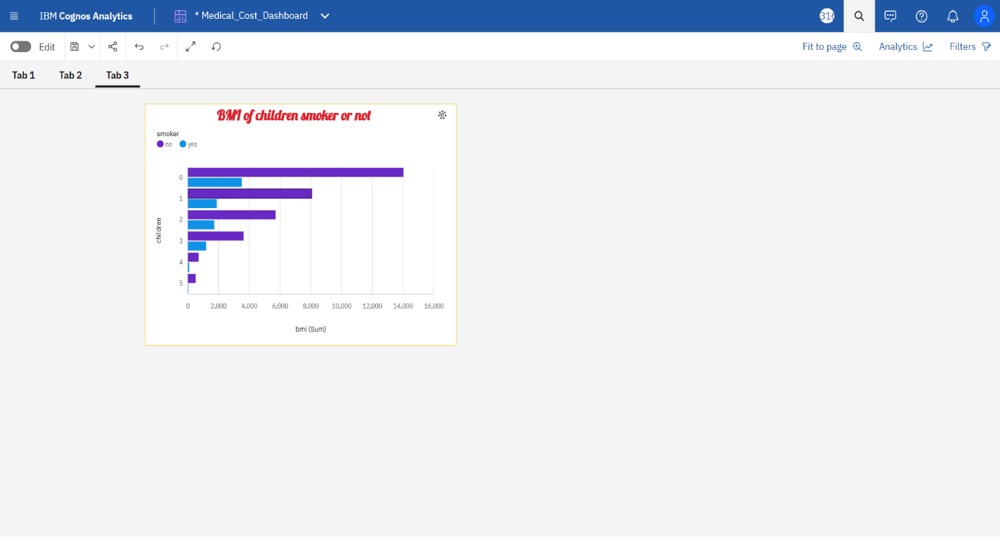 IBM Cognos Analytics
* Medical_Cost_Dashboard
Edit
Fit to page
Analytics
Filters
Tab 1
Tab 2
Tab 3
BMI of children smoker or not
smoker
no yes
children
0
1
2
3
4
5
0 2,000 4,000 6,000 8,000 10,000 12,000 14,000 16,000
bmi (Sum)